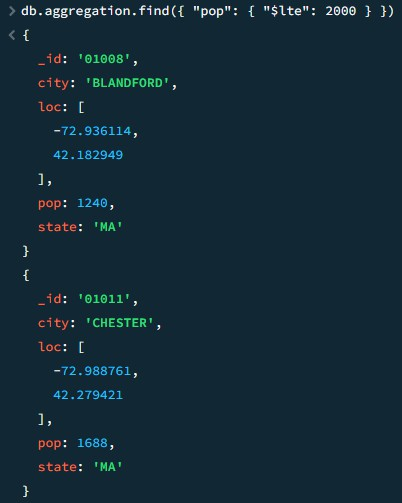 > db.aggregation.find({ "pop": { "$lte": 2000 } })
< {
_id: '01008',
city: 'BLANDFORD',
loc: [
-72.936114,
42.182949
],
pop: 1240,
state: 'MA'
}
{
_id: '01011',
city: 'CHESTER',
loc: [
-72.988761,
42.279421
],
pop: 1688,
state: 'MA'
}